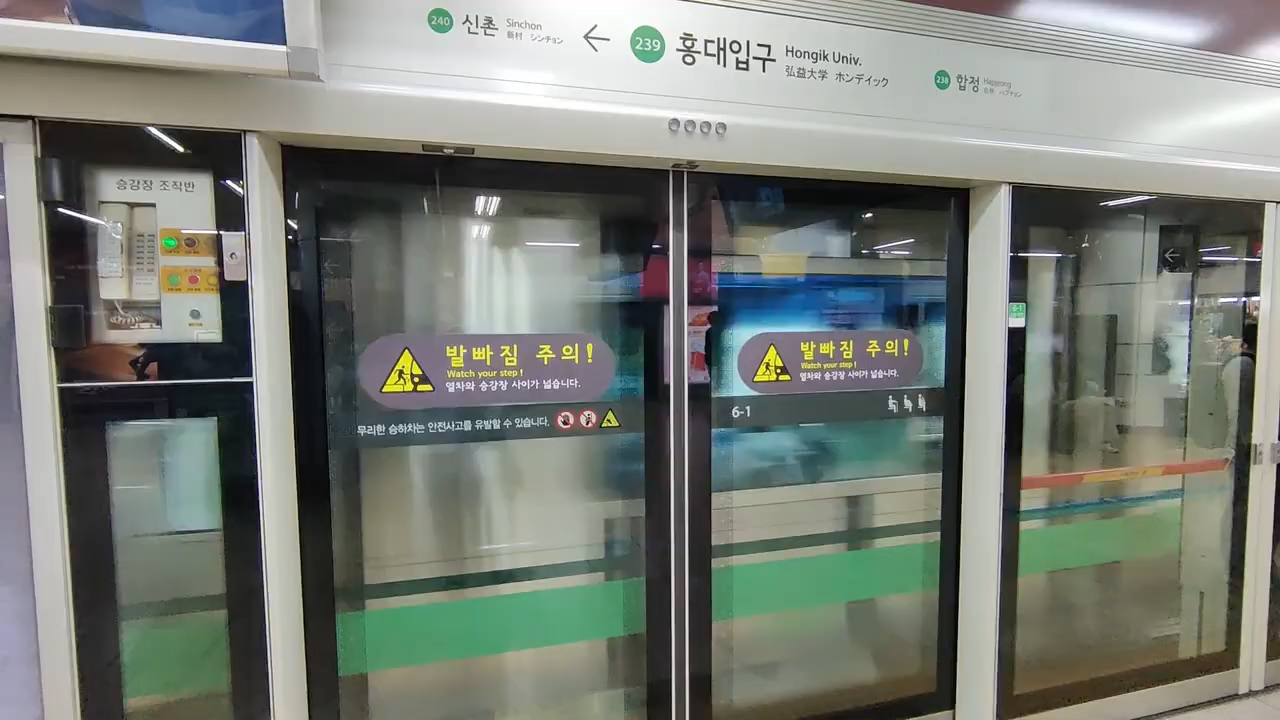 240 신촌 Sinchon
新村 シンチョン
←
239 홍대입구 Hongik Univ.
弘益大学 ホンデイック
238 합정 Hapjeong
승강장 조작반
발빠짐 주의!
Watch your step!
열차와 승강장 사이가 넓습니다.
무리한 승하차는 안전사고를 유발할 수 있습니다.
발빠짐 주의!
Watch your step!
열차와 승강장 사이가 넓습니다.
6-1
6-1